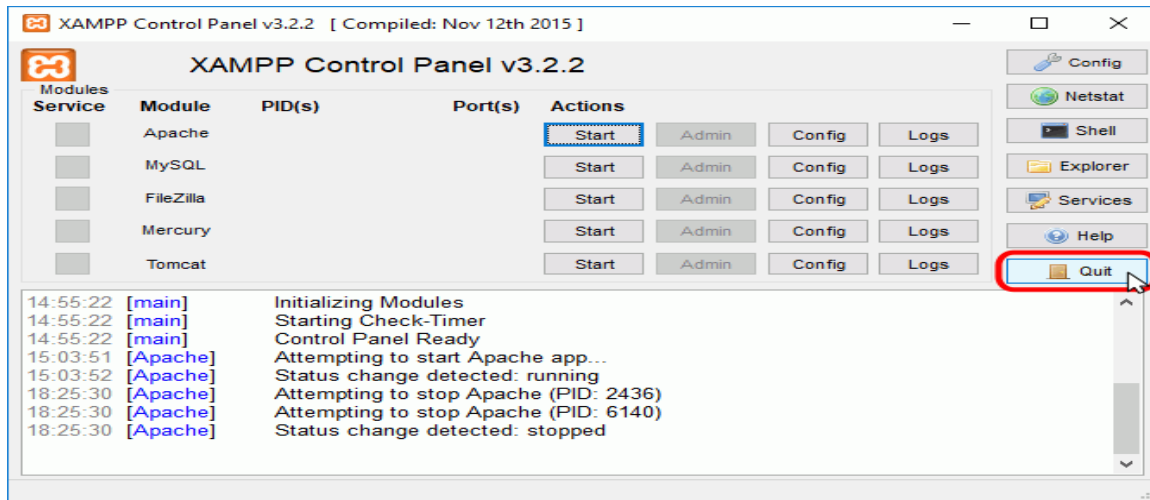 XAMPP Control Panel v3.2.2 [ Compiled: Nov 12th 2015 ]
XAMPP Control Panel v3.2.2
Config
Modules
Service Module PID(s) Port(s) Actions
Netstat
Apache Start Admin Config Logs
Shell
MySQL Start Admin Config Logs
Explorer
FileZilla Start Admin Config Logs
Services
Mercury Start Admin Config Logs
Help
Tomcat Start Admin Config Logs
Quit
14:55:22 [main] Initializing Modules
14:55:22 [main] Starting Check-Timer
14:55:22 [main] Control Panel Ready
15:03:51 [Apache] Attempting to start Apache app...
15:03:52 [Apache] Status change detected: running
18:25:30 [Apache] Attempting to stop Apache (PID: 2436)
18:25:30 [Apache] Attempting to stop Apache (PID: 6140)
18:25:30 [Apache] Status change detected: stopped